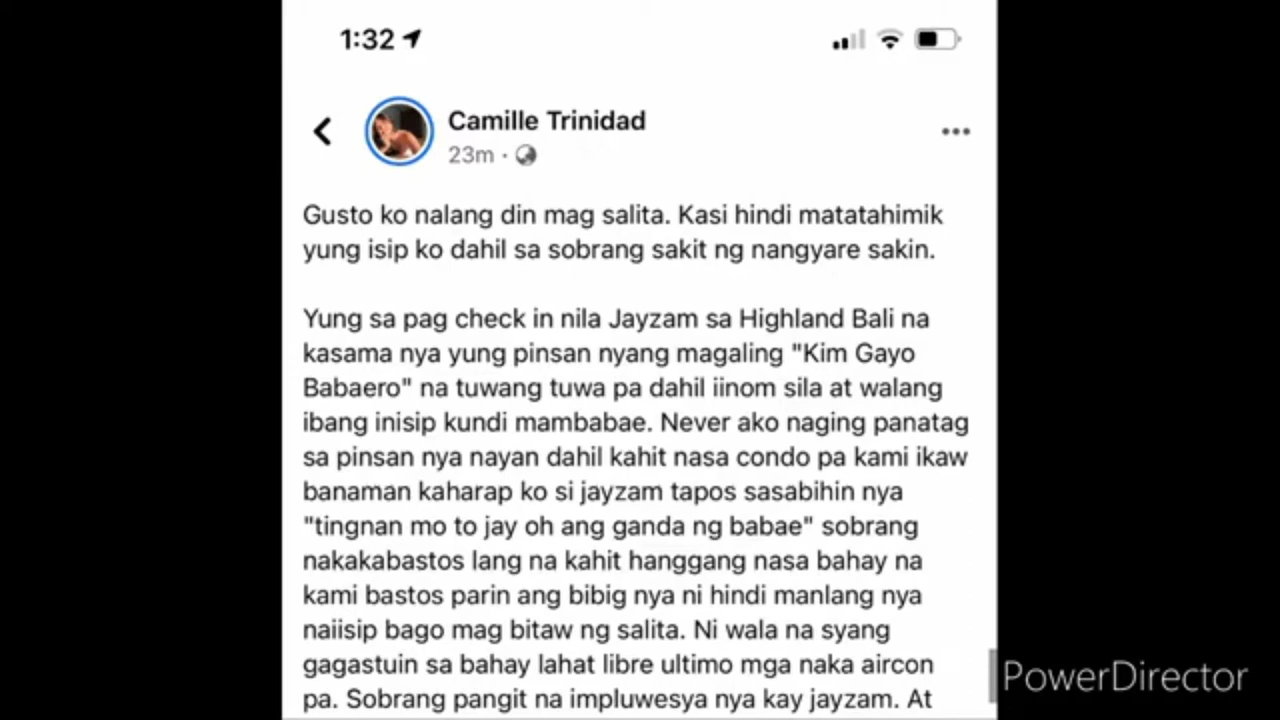 1:32
Camille Trinidad
23m ·
Gusto ko nalang din mag salita. Kasi hindi matatahimik
yung isip ko dahil sa sobrang sakit ng nangyare sakin.
Yung sa pag check in nila Jayzam sa Highland Bali na
kasama nya yung pinsan nyang magaling "Kim Gayo
Babaero" na tuwang tuwa pa dahil iinom sila at walang
ibang inisip kundi mambabae. Never ako naging panatag
sa pinsan nya nayan dahil kahit nasa condo pa kami ikaw
banaman kaharap ko si jayzam tapos sasabihin nya
"tingnan mo to jay oh ang ganda ng babae" sobrang
nakakabastos lang na kahit hanggang nasa bahay na
kami bastos parin ang bibig nya ni hindi manlang nya
naiisip bago mag bitaw ng salita. Ni wala na syang
gagastuin sa bahay lahat libre ultimo mga naka aircon
pa. Sobrang pangit na impluwesya nya kay jayzam. At
PowerDirector